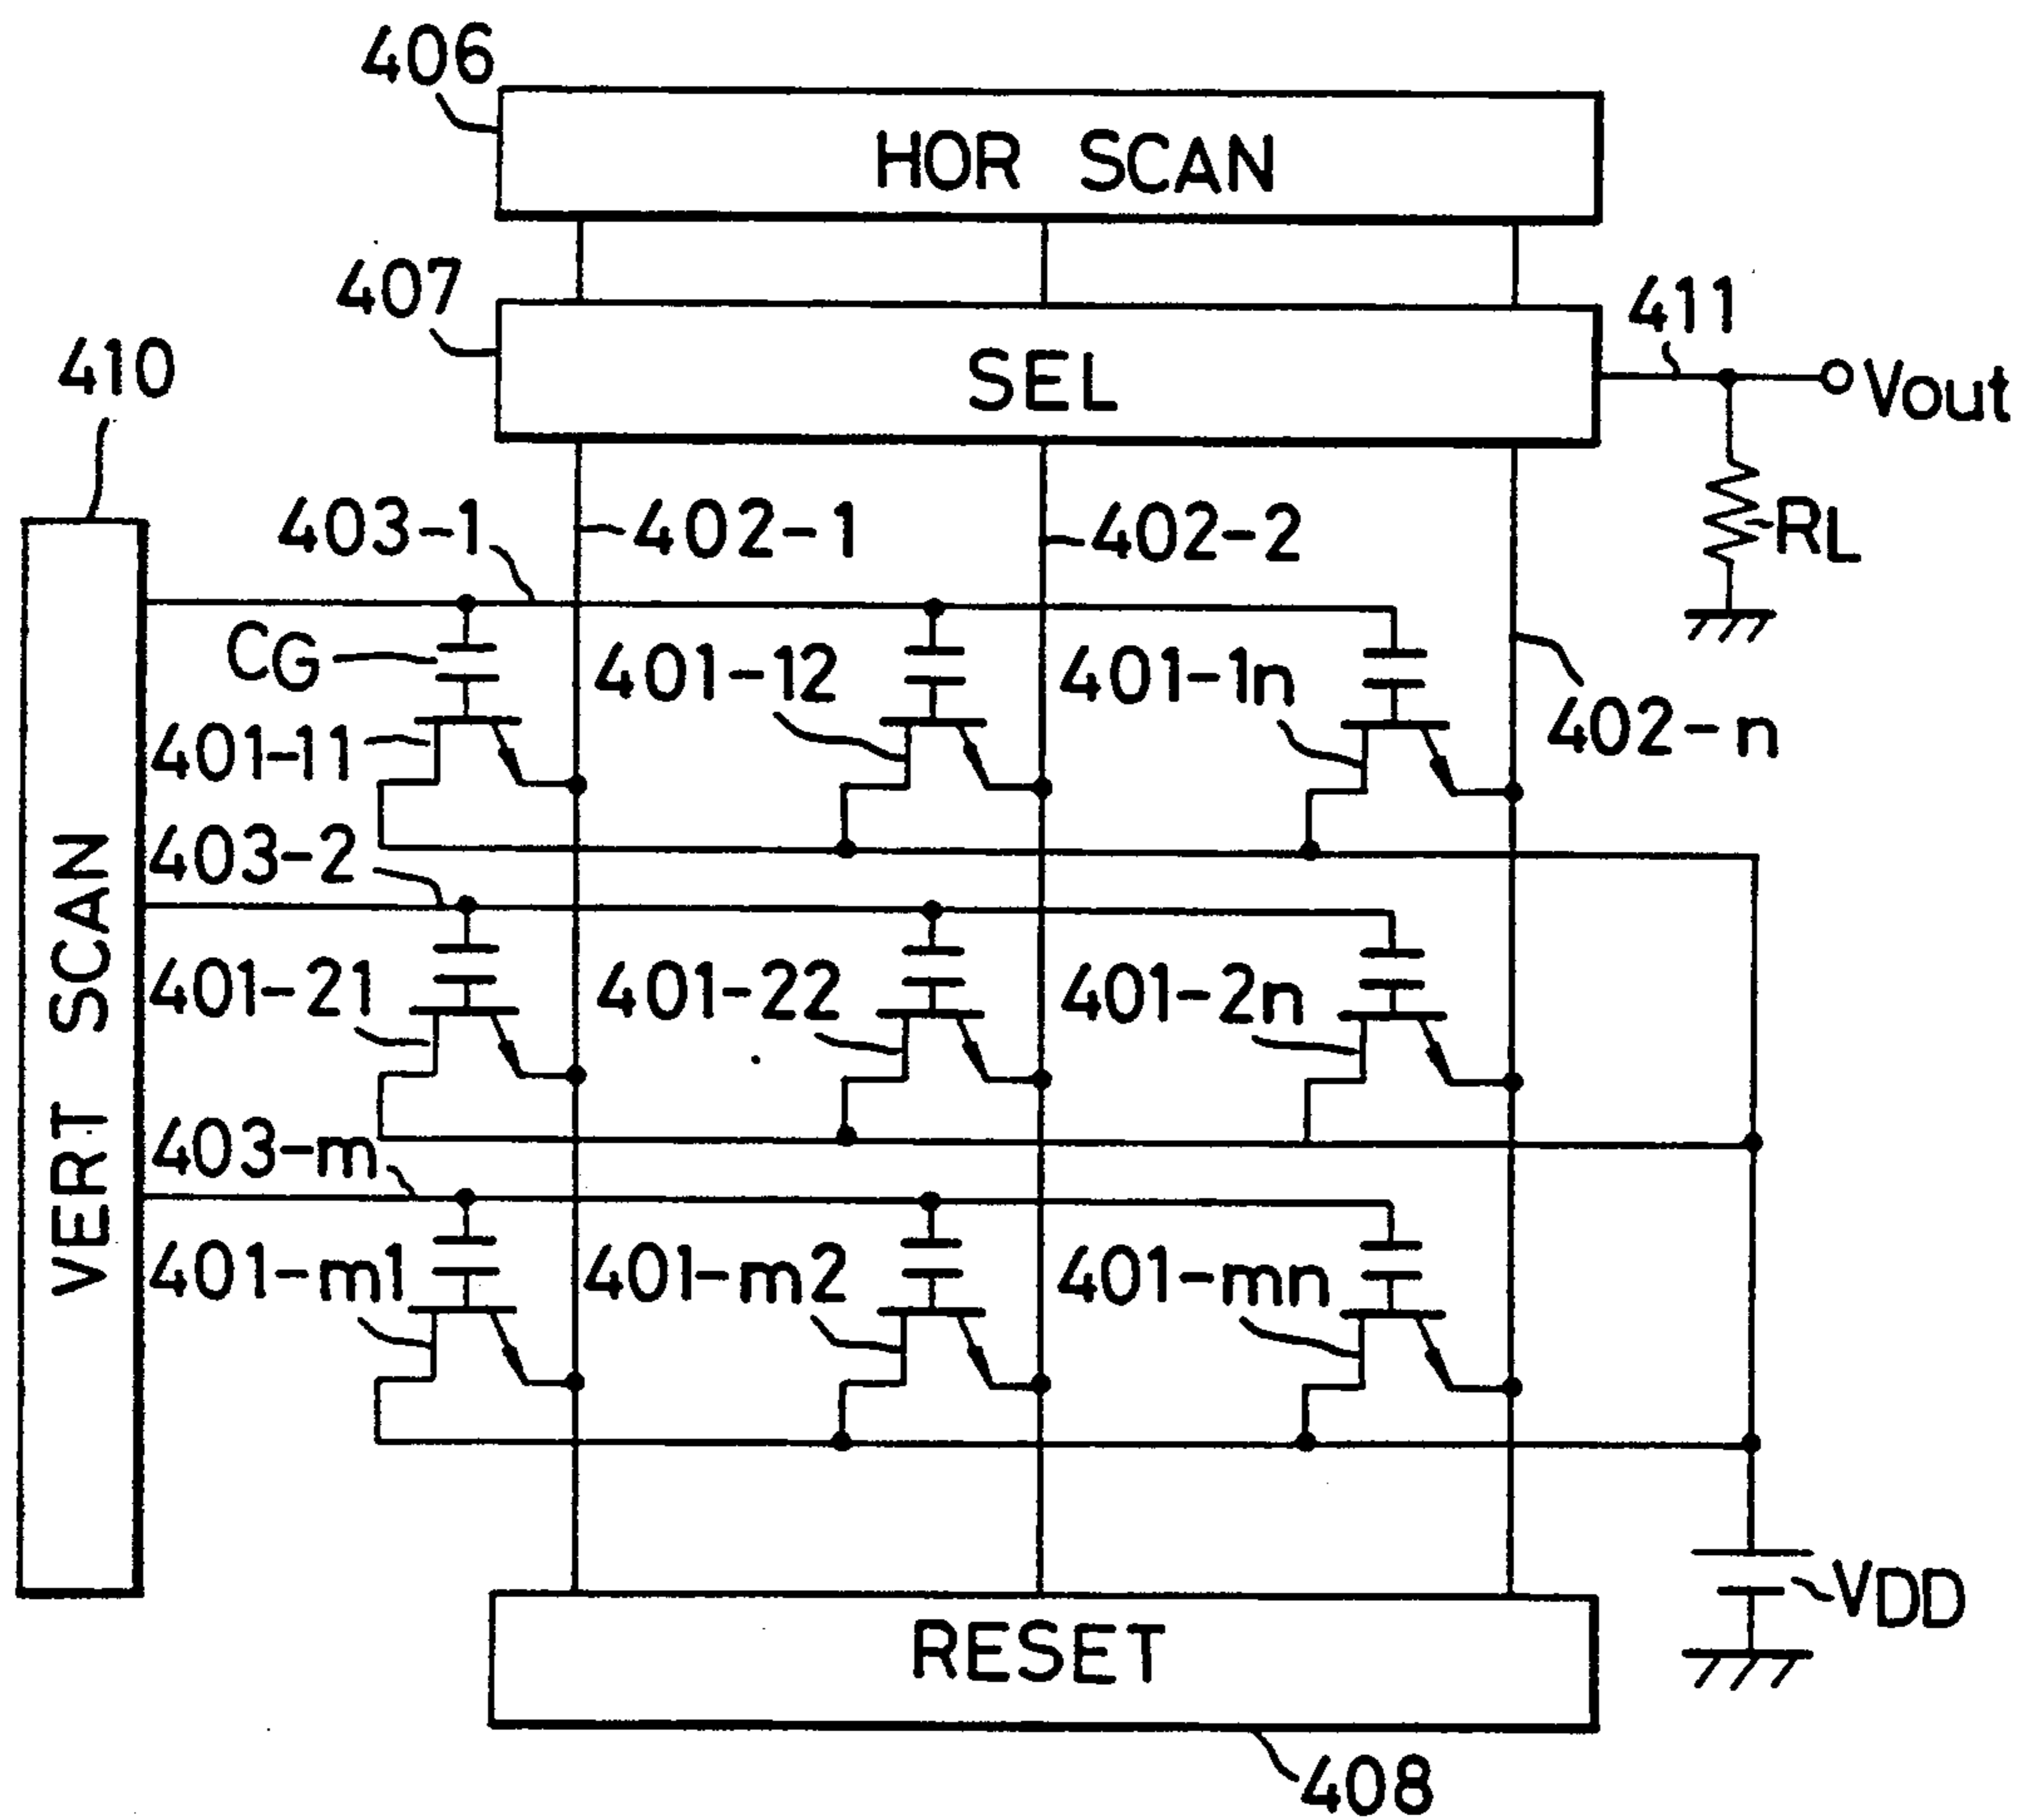 406
HOR SCAN
407
SEL
411
Vout
410
RL
403-1
402-1
402-2
CG
401-12
401-1n
402-n
401-11
403-2
VERT SCAN
401-21
401-22
401-2n
403-m
401-m1
401-m2
401-mn
VDD
RESET
408